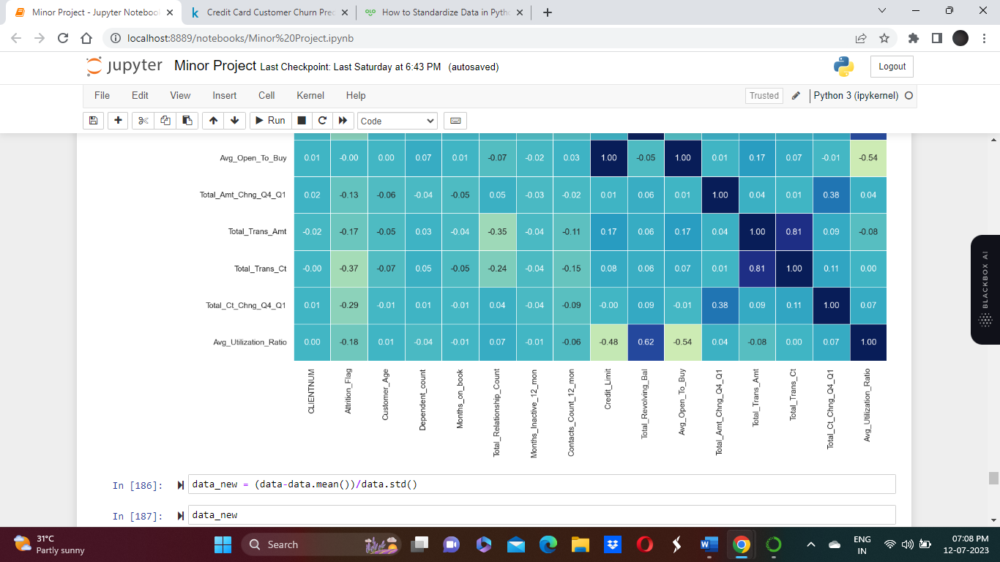 Minor Project - Jupyter Noteboo
Credit Card Customer Churn Pred
How to Standardize Data in Pytho
localhost:8889/notebooks/Minor%20Project.ipynb
jupyter Minor Project Last Checkpoint: Last Saturday at 6:43 PM (autosaved)
Logout
File Edit View Insert Cell Kernel Help
Trusted Python 3 (ipykernel)
Run Code
Avg_Open_To_Buy 0.01 -0.00 0.00 0.07 0.01 -0.07 -0.02 0.03 1.00 -0.05 1.00 0.01 0.17 0.07 -0.01 -0.54
Total_Amt_Chng_Q4_Q1 0.02 -0.13 -0.06 -0.04 -0.05 0.05 -0.03 -0.02 0.01 0.06 0.01 1.00 0.04 0.01 0.38 0.04
Total_Trans_Amt -0.02 -0.17 -0.05 0.03 -0.04 -0.35 -0.04 -0.11 0.17 0.06 0.17 0.04 1.00 0.81 0.09 -0.08
Total_Trans_Ct -0.00 -0.37 -0.07 0.05 -0.05 -0.24 -0.04 -0.15 0.08 0.06 0.07 0.01 0.81 1.00 0.11 0.00
Total_Ct_Chng_Q4_Q1 0.01 -0.29 -0.01 0.01 -0.01 0.04 -0.04 -0.09 -0.00 0.09 -0.01 0.38 0.09 0.11 1.00 0.07
Avg_Utilization_Ratio 0.00 -0.18 0.01 -0.04 -0.01 0.07 -0.01 -0.06 -0.48 0.62 -0.54 0.04 -0.08 0.00 0.07 1.00
CLIENTNUM
Attrition_Flag
Customer_Age
Dependent_count
Months_on_book
Total_Relationship_Count
Months_Inactive_12_mon
Contacts_Count_12_mon
Credit_Limit
Total_Revolving_Bal
Avg_Open_To_Buy
Total_Amt_Chng_Q4_Q1
Total_Trans_Amt
Total_Trans_Ct
Total_Ct_Chng_Q4_Q1
Avg_Utilization_Ratio
BLACKBOX AI
In [186]: data_new = (data-data.mean())/data.std()
In [187]: data_new
31°C
Partly sunny
Search
ENG
IN
07:08 PM
12-07-2023